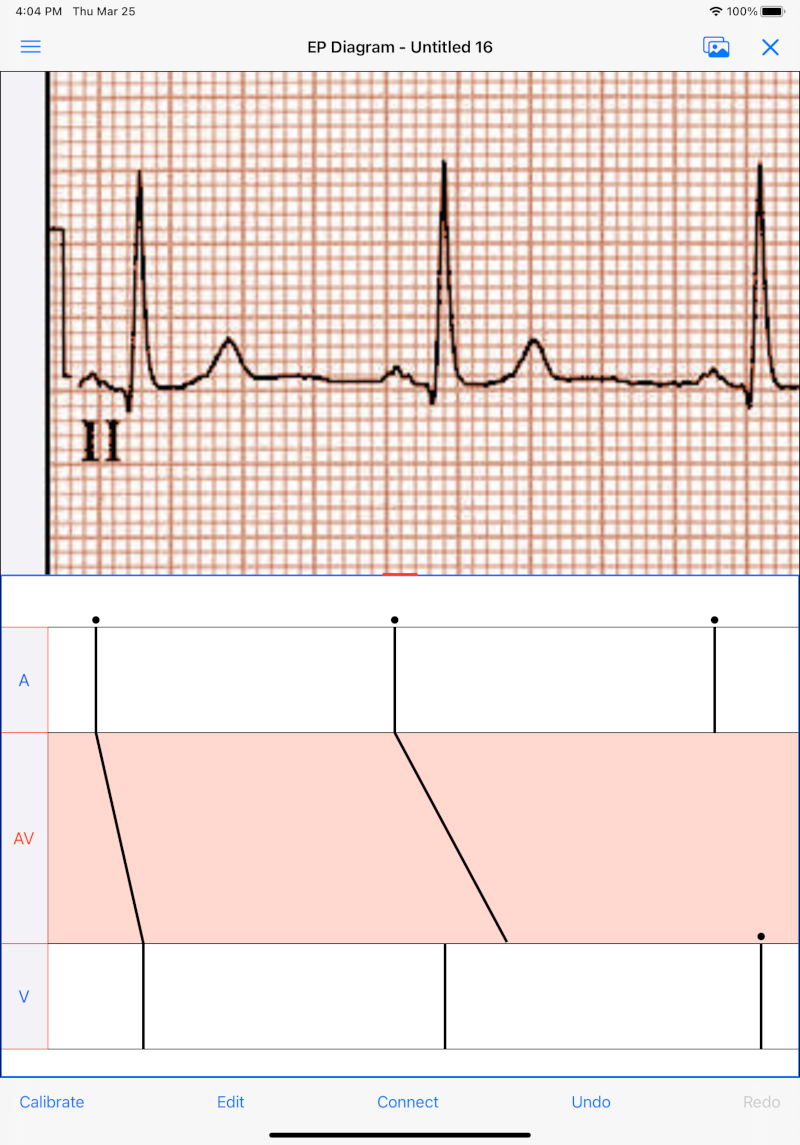 4:04 PM Thu Mar 25 100%
EP Diagram - Untitled 16
II
A
AV
V
Calibrate Edit Connect Undo Redo